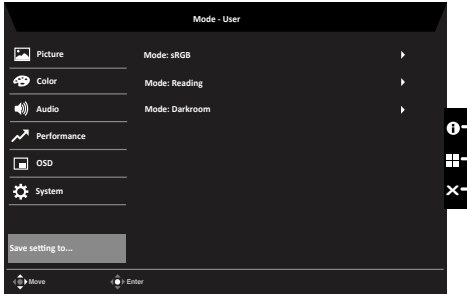 Mode - User
Picture
Color
Audio
Performance
OSD
System
Save setting to...
Mode: sRGB
Mode: Reading
Mode: Darkroom
Move
Enter